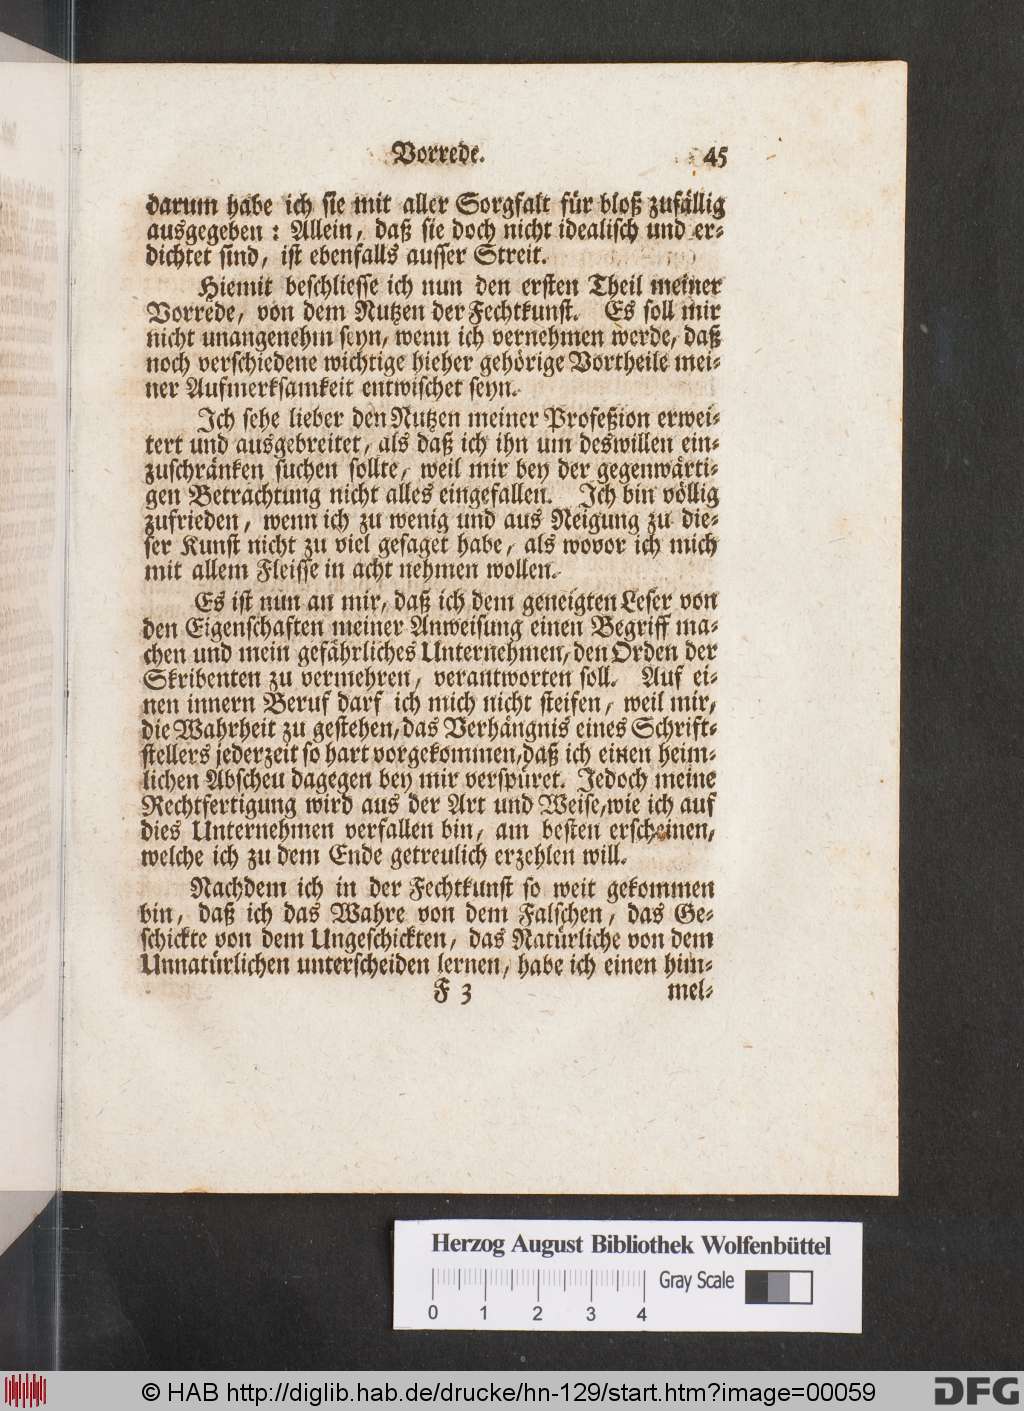 Vorrede. 45
darum habe ich sie mit aller Sorgfalt für bloß zufällig
ausgegeben: Allein, daß sie doch nicht idealisch und er-
dichtet sind, ist ebenfalls ausser Streit.
Hiemit beschliesse ich nun den ersten Theil meiner
Vorrede, von dem Nutzen der Fechtkunst. Es soll mir
nicht unangenehm seyn, wenn ich vernehmen werde, daß
noch verschiedene wichtige hieher gehörige Vortheile mei-
ner Aufmerksamkeit entwischet seyn.
Ich sehe lieber den Nutzen meiner Profeßion erwei-
tert und ausgebreitet, als daß ich ihn um deswillen ein-
zuschränken suchen sollte, weil mir bey der gegenwärti-
gen Betrachtung nicht alles eingefallen. Ich bin völlig
zufrieden, wenn ich zu wenig und aus Neigung zu die-
ser Kunst nicht zu viel gesaget habe, als wovor ich mich
mit allem Fleisse in acht nehmen wollen.
Es ist nun an mir, daß ich dem geneigten Leser von
den Eigenschaften meiner Anweisung einen Begriff ma-
chen und mein gefährliches Unternehmen, den Orden der
Skribenten zu vermehren, verantworten soll. Auf ei-
nen innern Beruf darf ich mich nicht steifen, weil mir,
die Wahrheit zu gestehen, das Verhängnis eines Schrift-
stellers jederzeit so hart vorgekommen, daß ich einen heim-
lichen Abscheu dagegen bey mir verspüret. Jedoch meine
Rechtfertigung wird aus der Art und Weise, wie ich auf
dies Unternehmen verfallen bin, am besten erscheinen,
welche ich zu dem Ende getreulich erzehlen will.
Nachdem ich in der Fechtkunst so weit gekommen
bin, daß ich das Wahre von dem Falschen, das Ge-
schickte von dem Ungeschickten, das Natürliche von dem
Unnatürlichen unterscheiden lernen, habe ich einen him-
F 3 mel-
Herzog August Bibliothek Wolfenbüttel
Gray Scale
0 1 2 3 4
© HAB http://diglib.hab.de/drucke/hn-129/start.htm?image=00059
DFG